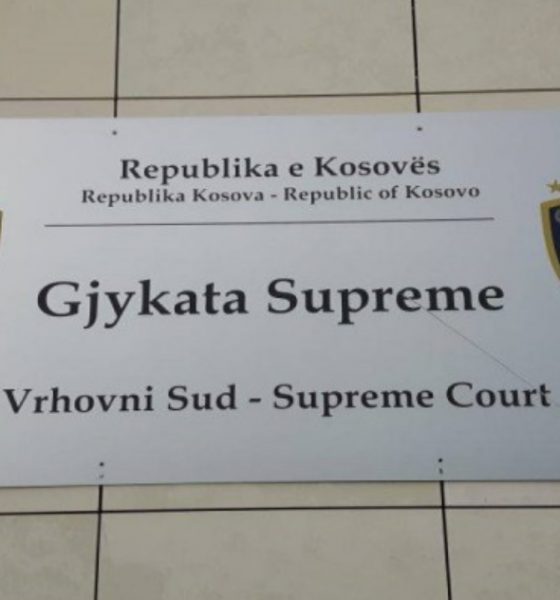 Republika e Kosovës
Republika Kosova - Republic of Kosovo
Gjykata Supreme
Vrhovni Sud - Supreme Court